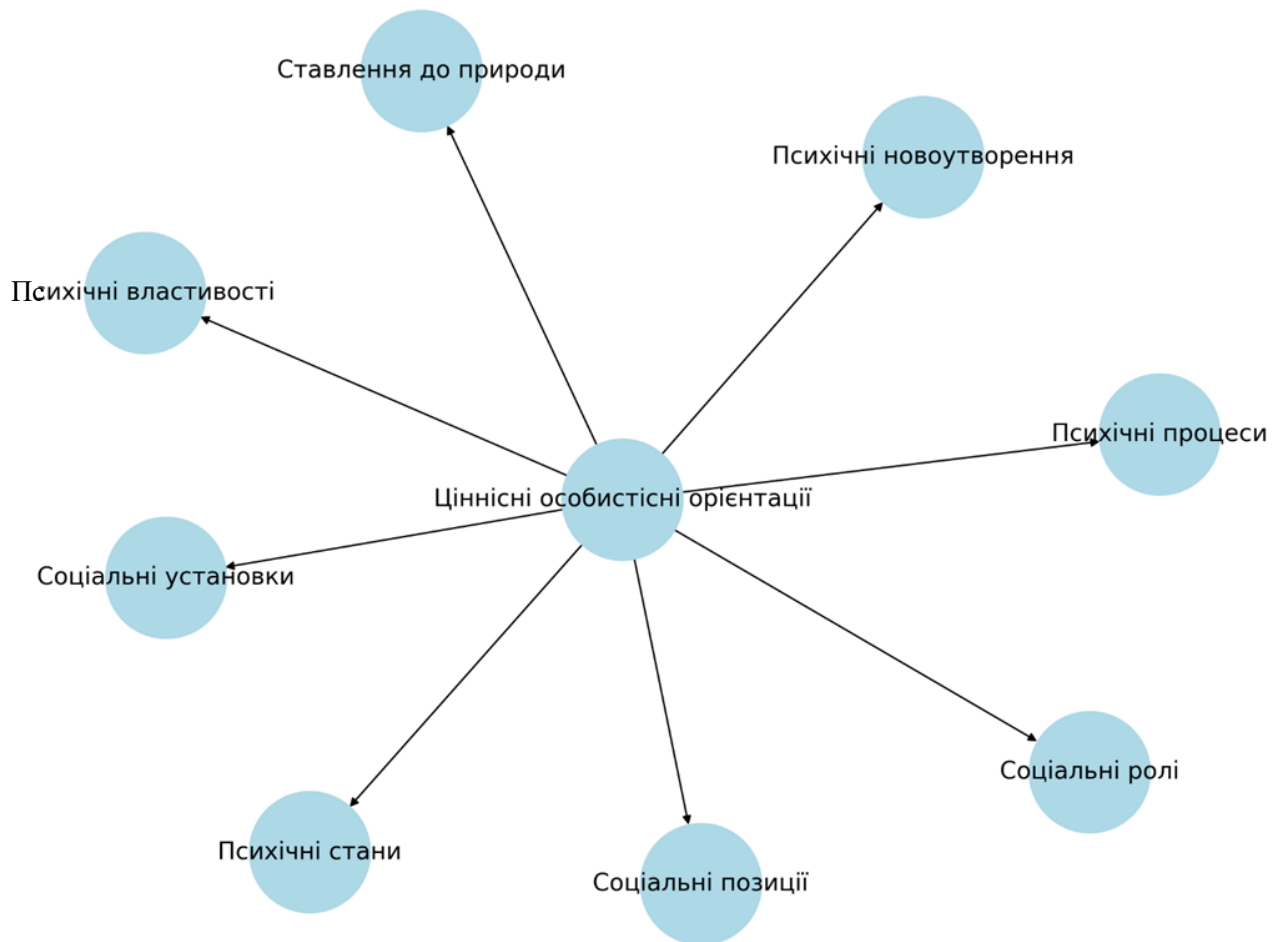 Ставлення до природи
Психічні новоутворення
Психічні властивості
Психічні процеси
Ціннісні особистісні орієнтації
Соціальні установки
Соціальні ролі
Психічні стани
Соціальні позиції